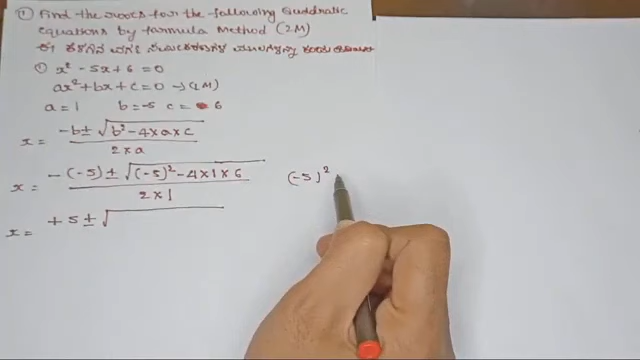 ① Find the roots for the following Quadratic
equations by formula Method (2M)
① x² - 5x + 6 = 0
ax² + bx + c = 0 → (1M)
a = 1 b = -5 c = 6
x = -b ± √b² - 4×a×c / 2×a
x = -(-5) ± √(-5)² - 4×1×6 / 2×1
(-5)²
x = +5 ± √